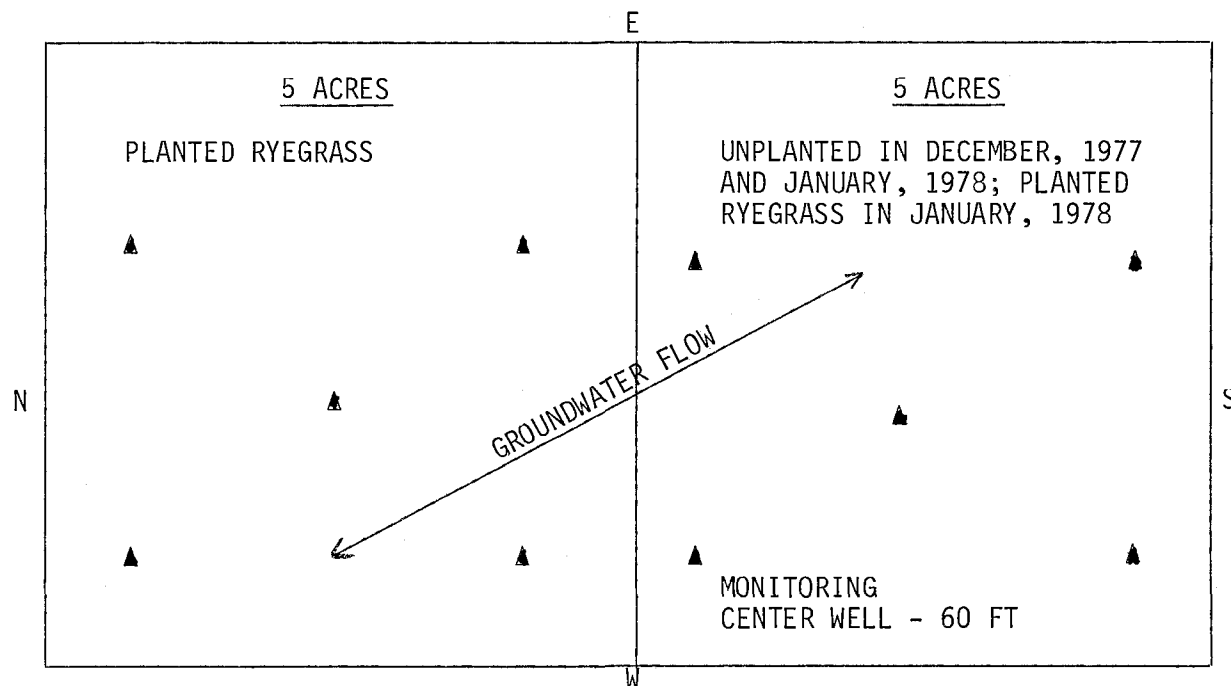 E
5 ACRES
PLANTED RYEGRASS
5 ACRES
UNPLANTED IN DECEMBER, 1977
AND JANUARY, 1978; PLANTED
RYEGRASS IN JANUARY, 1978
N
GROUNDWATER FLOW
S
MONITORING
CENTER WELL - 60 FT
W